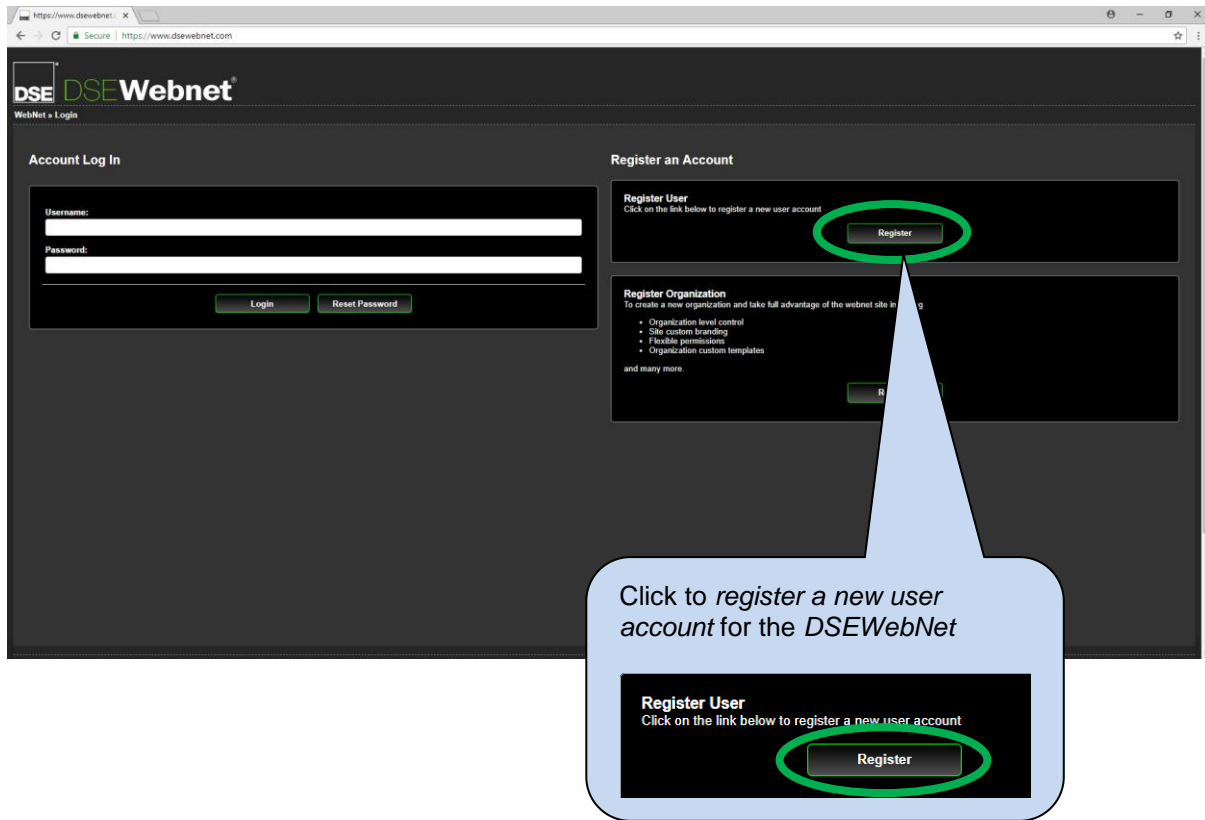 https://www.dsewebnet.
Secure | https://www.dsewebnet.com
DSE DSEWebnet®
WebNet » Login
Account Log In
Username:
Password:
Login Reset Password
Register an Account
Register User
Click on the link below to register a new user account
Register
Register Organization
To create a new organization and take full advantage of the webnet site in g
Organization level control
Site custom branding
Flexible permissions
Organization custom templates
and many more.
R
Click to register a new user
account for the DSEWebNet
Register User
Click on the link below to register a new user account
Register